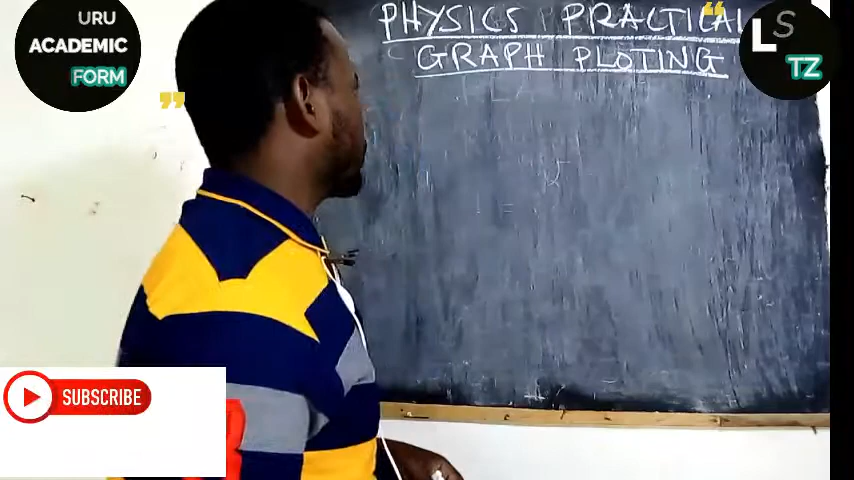 URU
ACADEMIC
FORM
PHYSICS PRACTICAL
GRAPH PLOTING
LS
TZ
SUBSCRIBE